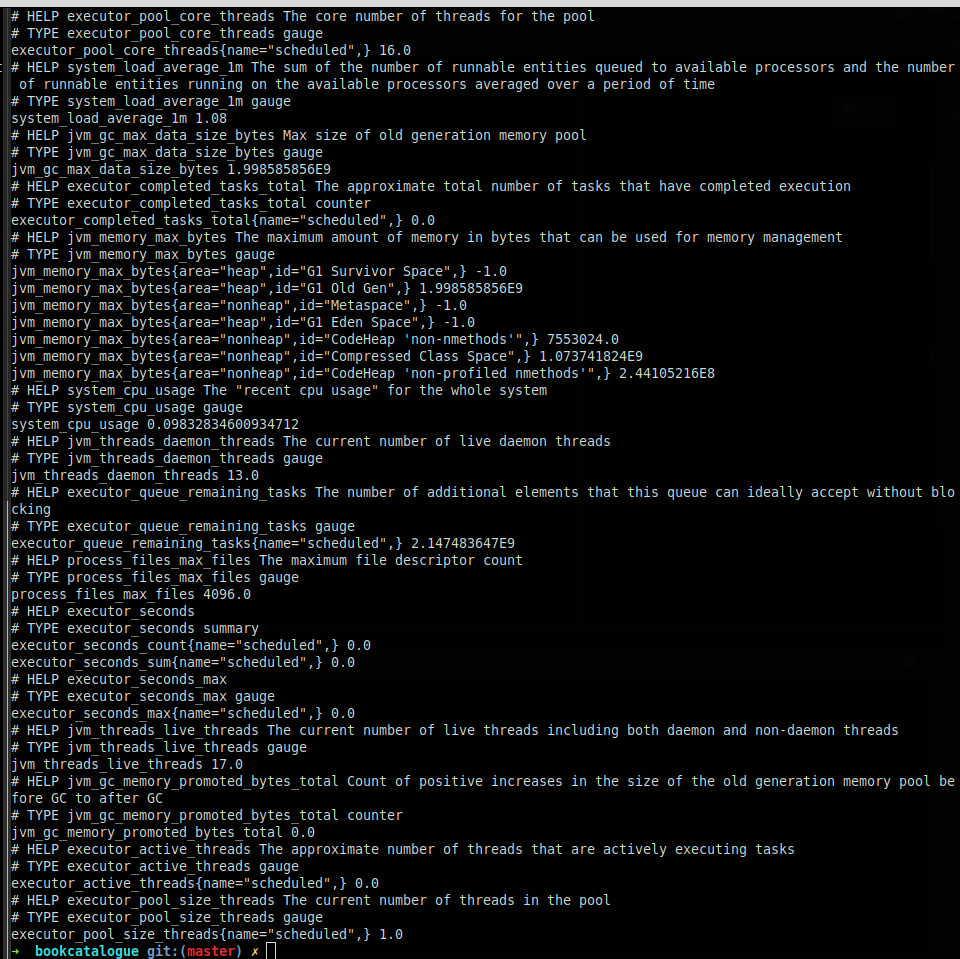 # HELP executor_pool_core_threads The core number of threads for the pool
# TYPE executor_pool_core_threads gauge
executor_pool_core_threads{name="scheduled",} 16.0
# HELP system_load_average_1m The sum of the number of runnable entities queued to available processors and the number
of runnable entities running on the available processors averaged over a period of time
# TYPE system_load_average_1m gauge
system_load_average_1m 1.08
# HELP jvm_gc_max_data_size_bytes Max size of old generation memory pool
# TYPE jvm_gc_max_data_size_bytes gauge
jvm_gc_max_data_size_bytes 1.998585856E9
# HELP executor_completed_tasks_total The approximate total number of tasks that have completed execution
# TYPE executor_completed_tasks_total counter
executor_completed_tasks_total{name="scheduled",} 0.0
# HELP jvm_memory_max_bytes The maximum amount of memory in bytes that can be used for memory management
# TYPE jvm_memory_max_bytes gauge
jvm_memory_max_bytes{area="heap",id="G1 Survivor Space",} -1.0
jvm_memory_max_bytes{area="heap",id="G1 Old Gen",} 1.998585856E9
jvm_memory_max_bytes{area="nonheap",id="Metaspace",} -1.0
jvm_memory_max_bytes{area="heap",id="G1 Eden Space",} -1.0
jvm_memory_max_bytes{area="nonheap",id="CodeHeap 'non-nmethods'",} 7553024.0
jvm_memory_max_bytes{area="nonheap",id="Compressed Class Space",} 1.073741824E9
jvm_memory_max_bytes{area="nonheap",id="CodeHeap 'non-profiled nmethods'",} 2.44105216E8
# HELP system_cpu_usage The "recent cpu usage" for the whole system
# TYPE system_cpu_usage gauge
system_cpu_usage 0.09832834600934712
# HELP jvm_threads_daemon_threads The current number of live daemon threads
# TYPE jvm_threads_daemon_threads gauge
jvm_threads_daemon_threads 13.0
# HELP executor_queue_remaining_tasks The number of additional elements that this queue can ideally accept without blo
cking
# TYPE executor_queue_remaining_tasks gauge
executor_queue_remaining_tasks{name="scheduled",} 2.147483647E9
# HELP process_files_max_files The maximum file descriptor count
# TYPE process_files_max_files gauge
process_files_max_files 4096.0
# HELP executor_seconds
# TYPE executor_seconds summary
executor_seconds_count{name="scheduled",} 0.0
executor_seconds_sum{name="scheduled",} 0.0
# HELP executor_seconds_max
# TYPE executor_seconds_max gauge
executor_seconds_max{name="scheduled",} 0.0
# HELP jvm_threads_live_threads The current number of live threads including both daemon and non-daemon threads
# TYPE jvm_threads_live_threads gauge
jvm_threads_live_threads 17.0
# HELP jvm_gc_memory_promoted_bytes_total Count of positive increases in the size of the old generation memory pool be
fore GC to after GC
# TYPE jvm_gc_memory_promoted_bytes_total counter
jvm_gc_memory_promoted_bytes_total 0.0
# HELP executor_active_threads The approximate number of threads that are actively executing tasks
# TYPE executor_active_threads gauge
executor_active_threads{name="scheduled",} 0.0
# HELP executor_pool_size_threads The current number of threads in the pool
# TYPE executor_pool_size_threads gauge
executor_pool_size_threads{name="scheduled",} 1.0
→ bookcatalogue git:(master) ✗